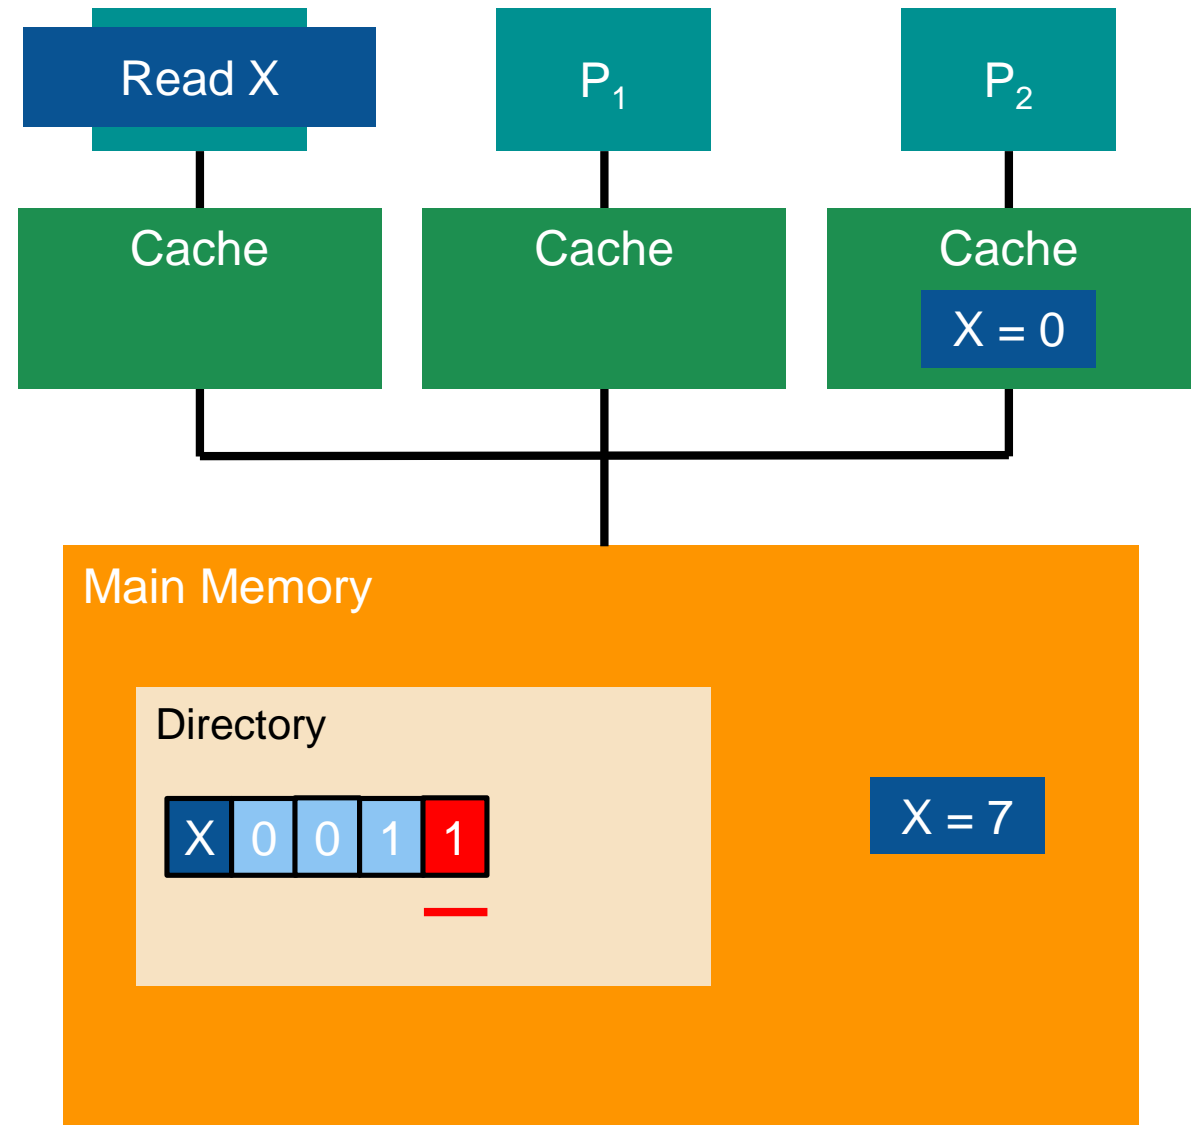 Read X
P1
P2
Cache
Cache
Cache
X = 0
Main Memory
Directory
X 0 0 1 1
X = 7